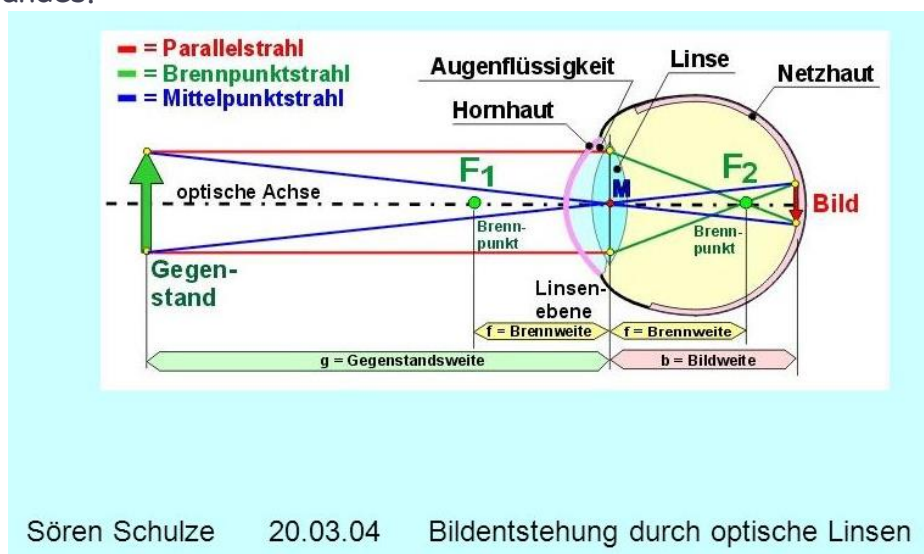 = Parallelstrahl
= Brennpunktstrahl
= Mittelpunktstrahl
Augenflüssigkeit
Linse
Netzhaut
Hornhaut
optische Achse
F1
M
F2
Bild
Brenn-
punkt
Brenn-
punkt
Gegen-
stand
Linsen-
ebene
f = Brennweite
f = Brennweite
g = Gegenstandsweite
b = Bildweite
Sören Schulze 20.03.04 Bildentstehung durch optische Linsen